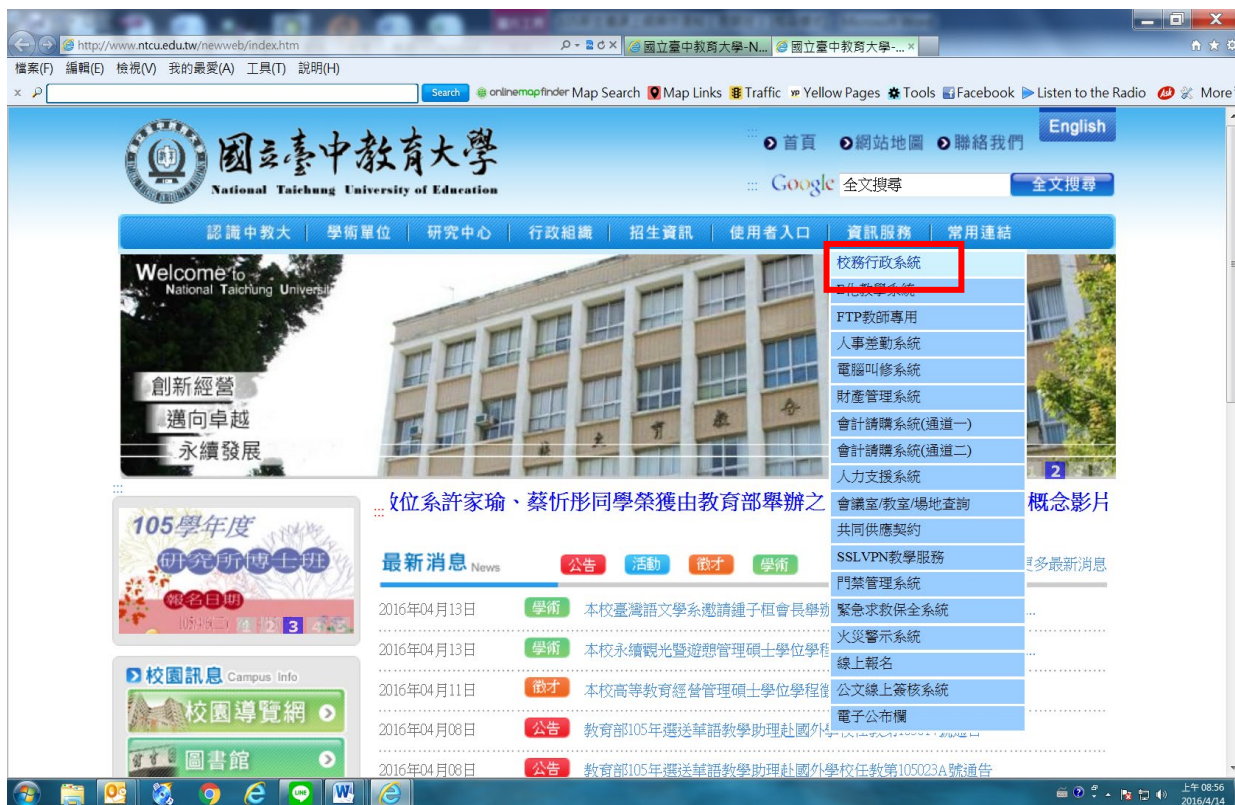 http://www.ntcu.edu.tw/newweb/index.htm
國立臺中教育大學-N...
國立臺中教育大學-...
檔案(F) 編輯(E) 檢視(V) 我的最愛(A) 工具(T) 說明(H)
Search onlinemapfinder Map Search Map Links Traffic Yellow Pages Tools Facebook Listen to the Radio More
國立臺中教育大學
National Taichung University of Education
首頁 網站地圖 聯絡我們
English
Google 全文搜尋 全文搜尋
認識中教大 學術單位 研究中心 行政組織 招生資訊 使用者入口 資訊服務 常用連結
校務行政系統
E化教學系統
FTP教師專用
人事差勤系統
電腦叫修系統
財產管理系統
會計請購系統(通道一)
會計請購系統(通道二)
人力支援系統
會議室/教室/場地查詢
共同供應契約
SSLVPN教學服務
門禁管理系統
緊急求救保全系統
火災警示系統
線上報名
公文線上簽核系統
電子公布欄
Welcome to
National Taichung Universit
創新經營
邁向卓越
永續發展
2
數位系許家瑜、蔡忻彤同學榮獲由教育部舉辦之
概念影片
105學年度
研究所博士班
報名日期
1 2 3 4 5
最新消息 News
公告 活動 徵才 學術
更多最新消息
2016年04月13日 學術 本校臺灣語文學系邀請鍾子桓會長舉辦
2016年04月13日 學術 本校永續觀光暨遊憩管理碩士學位學程
2016年04月11日 徵才 本校高等教育經營管理碩士學位學程徵
2016年04月08日 公告 教育部105年選送華語教學助理赴國外學校任教第
2016年04月08日 公告 教育部105年選送華語教學助理赴國外學校任教第105023A號通告
校園訊息 Campus Info
校園導覽網
圖書館
上午 08:56
2016/4/14